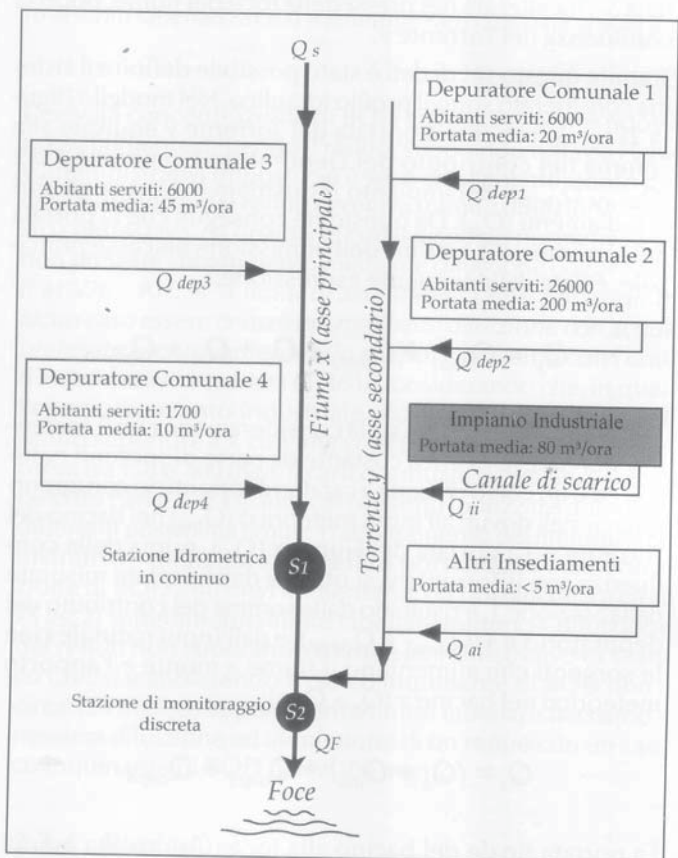 Q s
Depuratore Comunale 1
Abitanti serviti: 6000
Portata media: 20 m³/ora
Q dep1
Depuratore Comunale 3
Abitanti serviti: 6000
Portata media: 45 m³/ora
Q dep3
Depuratore Comunale 2
Abitanti serviti: 26000
Portata media: 200 m³/ora
Q dep2
Fiume x (asse principale)
Torrente y (asse secondario)
Depuratore Comunale 4
Abitanti serviti: 1700
Portata media: 10 m³/ora
Q dep4
Impianio Industriale
Portata media: 80 m³/ora
Canale di scarico
Q ii
Stazione Idrometrica
in continuo
S1
Altri Insediamenti
Portata media: < 5 m³/ora
Q ai
Stazione di monitoraggio
discreta
S2
QF
Foce